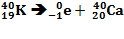 ⁴⁰₁₉K ➔ ⁰₋₁e + ⁴⁰₂₀Ca